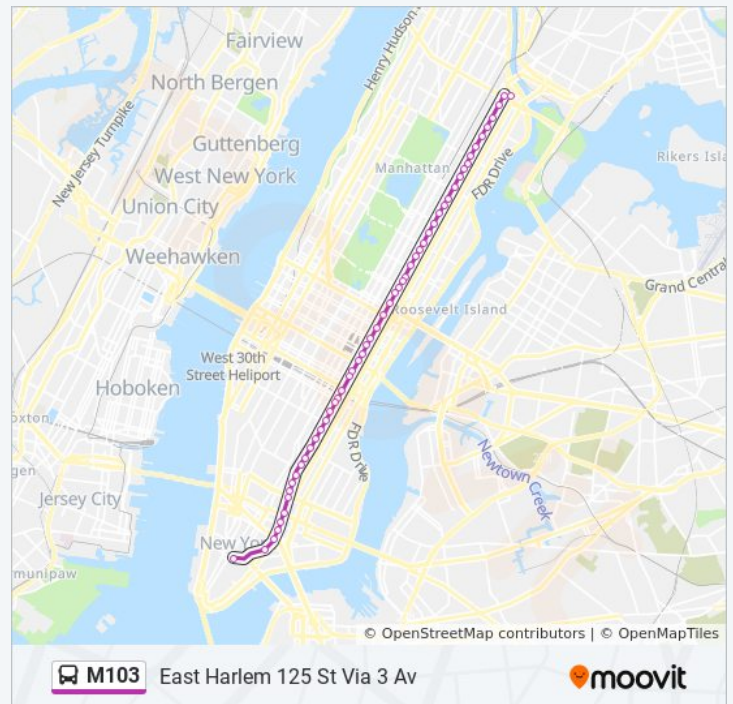 Fairview
Henry Hudson
North Bergen
New Jersey Turnpike
Guttenberg
Manhattan
FDR Drive
Rikers Isla
West New York
Union City
Weehawken
Grand Central
Roosevelt Island
West 30th
Street Heliport
Hoboken
oxton,
FDR Drive
Newtown Creek
gen
Jersey City
New Yor
munipaw
© OpenStreetMap contributors | © OpenMapTiles
M103 East Harlem 125 St Via 3 Av moovit